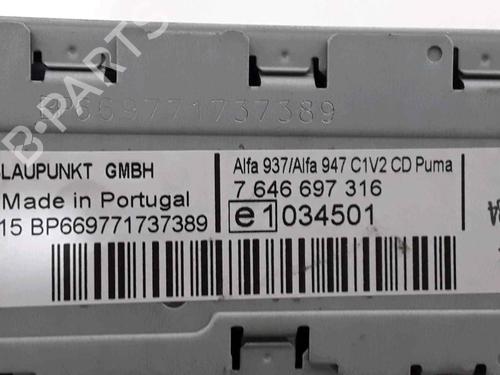 669771737389
B-PARTS
LAUPUNKT GMBH
Made in Portugal
15 BP669771737389
Alfa 937/Alfa 947 C1V2 CD Puma
7 646 697 316
e1 034501